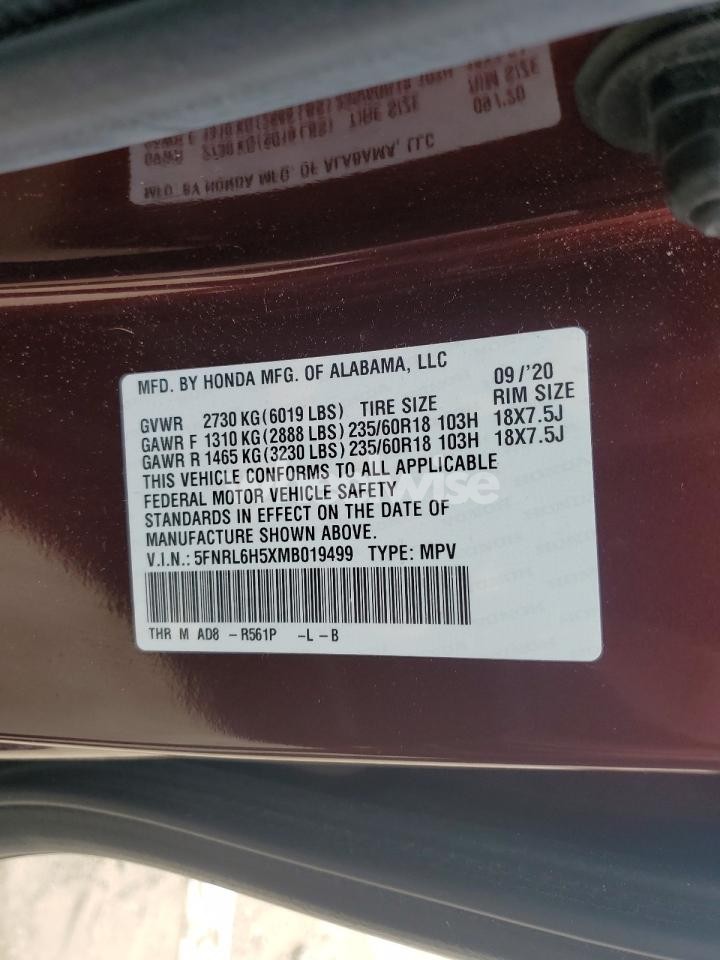 MFD. BY HONDA MFG. OF ALABAMA, LLC 09/'20
GVWR 2730 KG(6019 LBS) TIRE SIZE RIM SIZE
GAWR F 1310 KG(2888 LBS) 235/60R18 103H 18X7.5J
GAWR R 1465 KG(3230 LBS) 235/60R18 103H 18X7.5J
THIS VEHICLE CONFORMS TO ALL APPLICABLE
FEDERAL MOTOR VEHICLE SAFETY
STANDARDS IN EFFECT ON THE DATE OF
MANUFACTURE SHOWN ABOVE.
V.I.N.: 5FNRL6H5XMB019499 TYPE: MPV
THR M AD8 - R561P - L - B